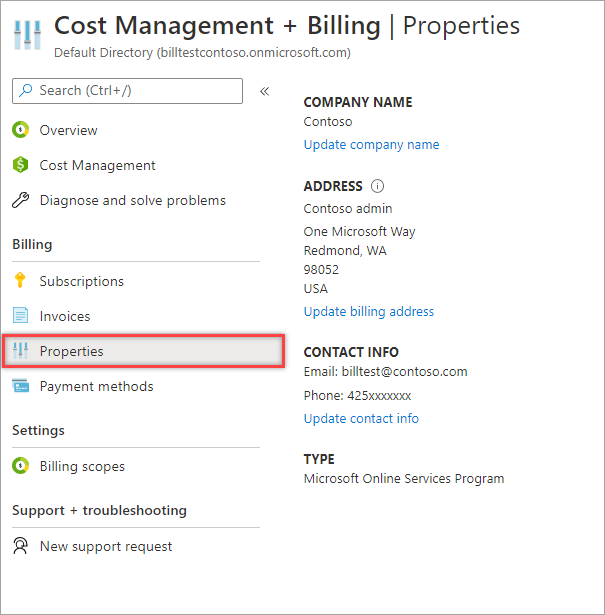 Cost Management + Billing | Properties
Default Directory (billtestcontoso.onmicrosoft.com)
Search (Ctrl+/)
«
Overview
Cost Management
Diagnose and solve problems
Billing
Subscriptions
Invoices
Properties
Payment methods
Settings
Billing scopes
Support + troubleshooting
New support request
COMPANY NAME
Contoso
Update company name
ADDRESS
Contoso admin
One Microsoft Way
Redmond, WA
98052
USA
Update billing address
CONTACT INFO
Email: billtest@contoso.com
Phone: 425xxxxxxx
Update contact info
TYPE
Microsoft Online Services Program